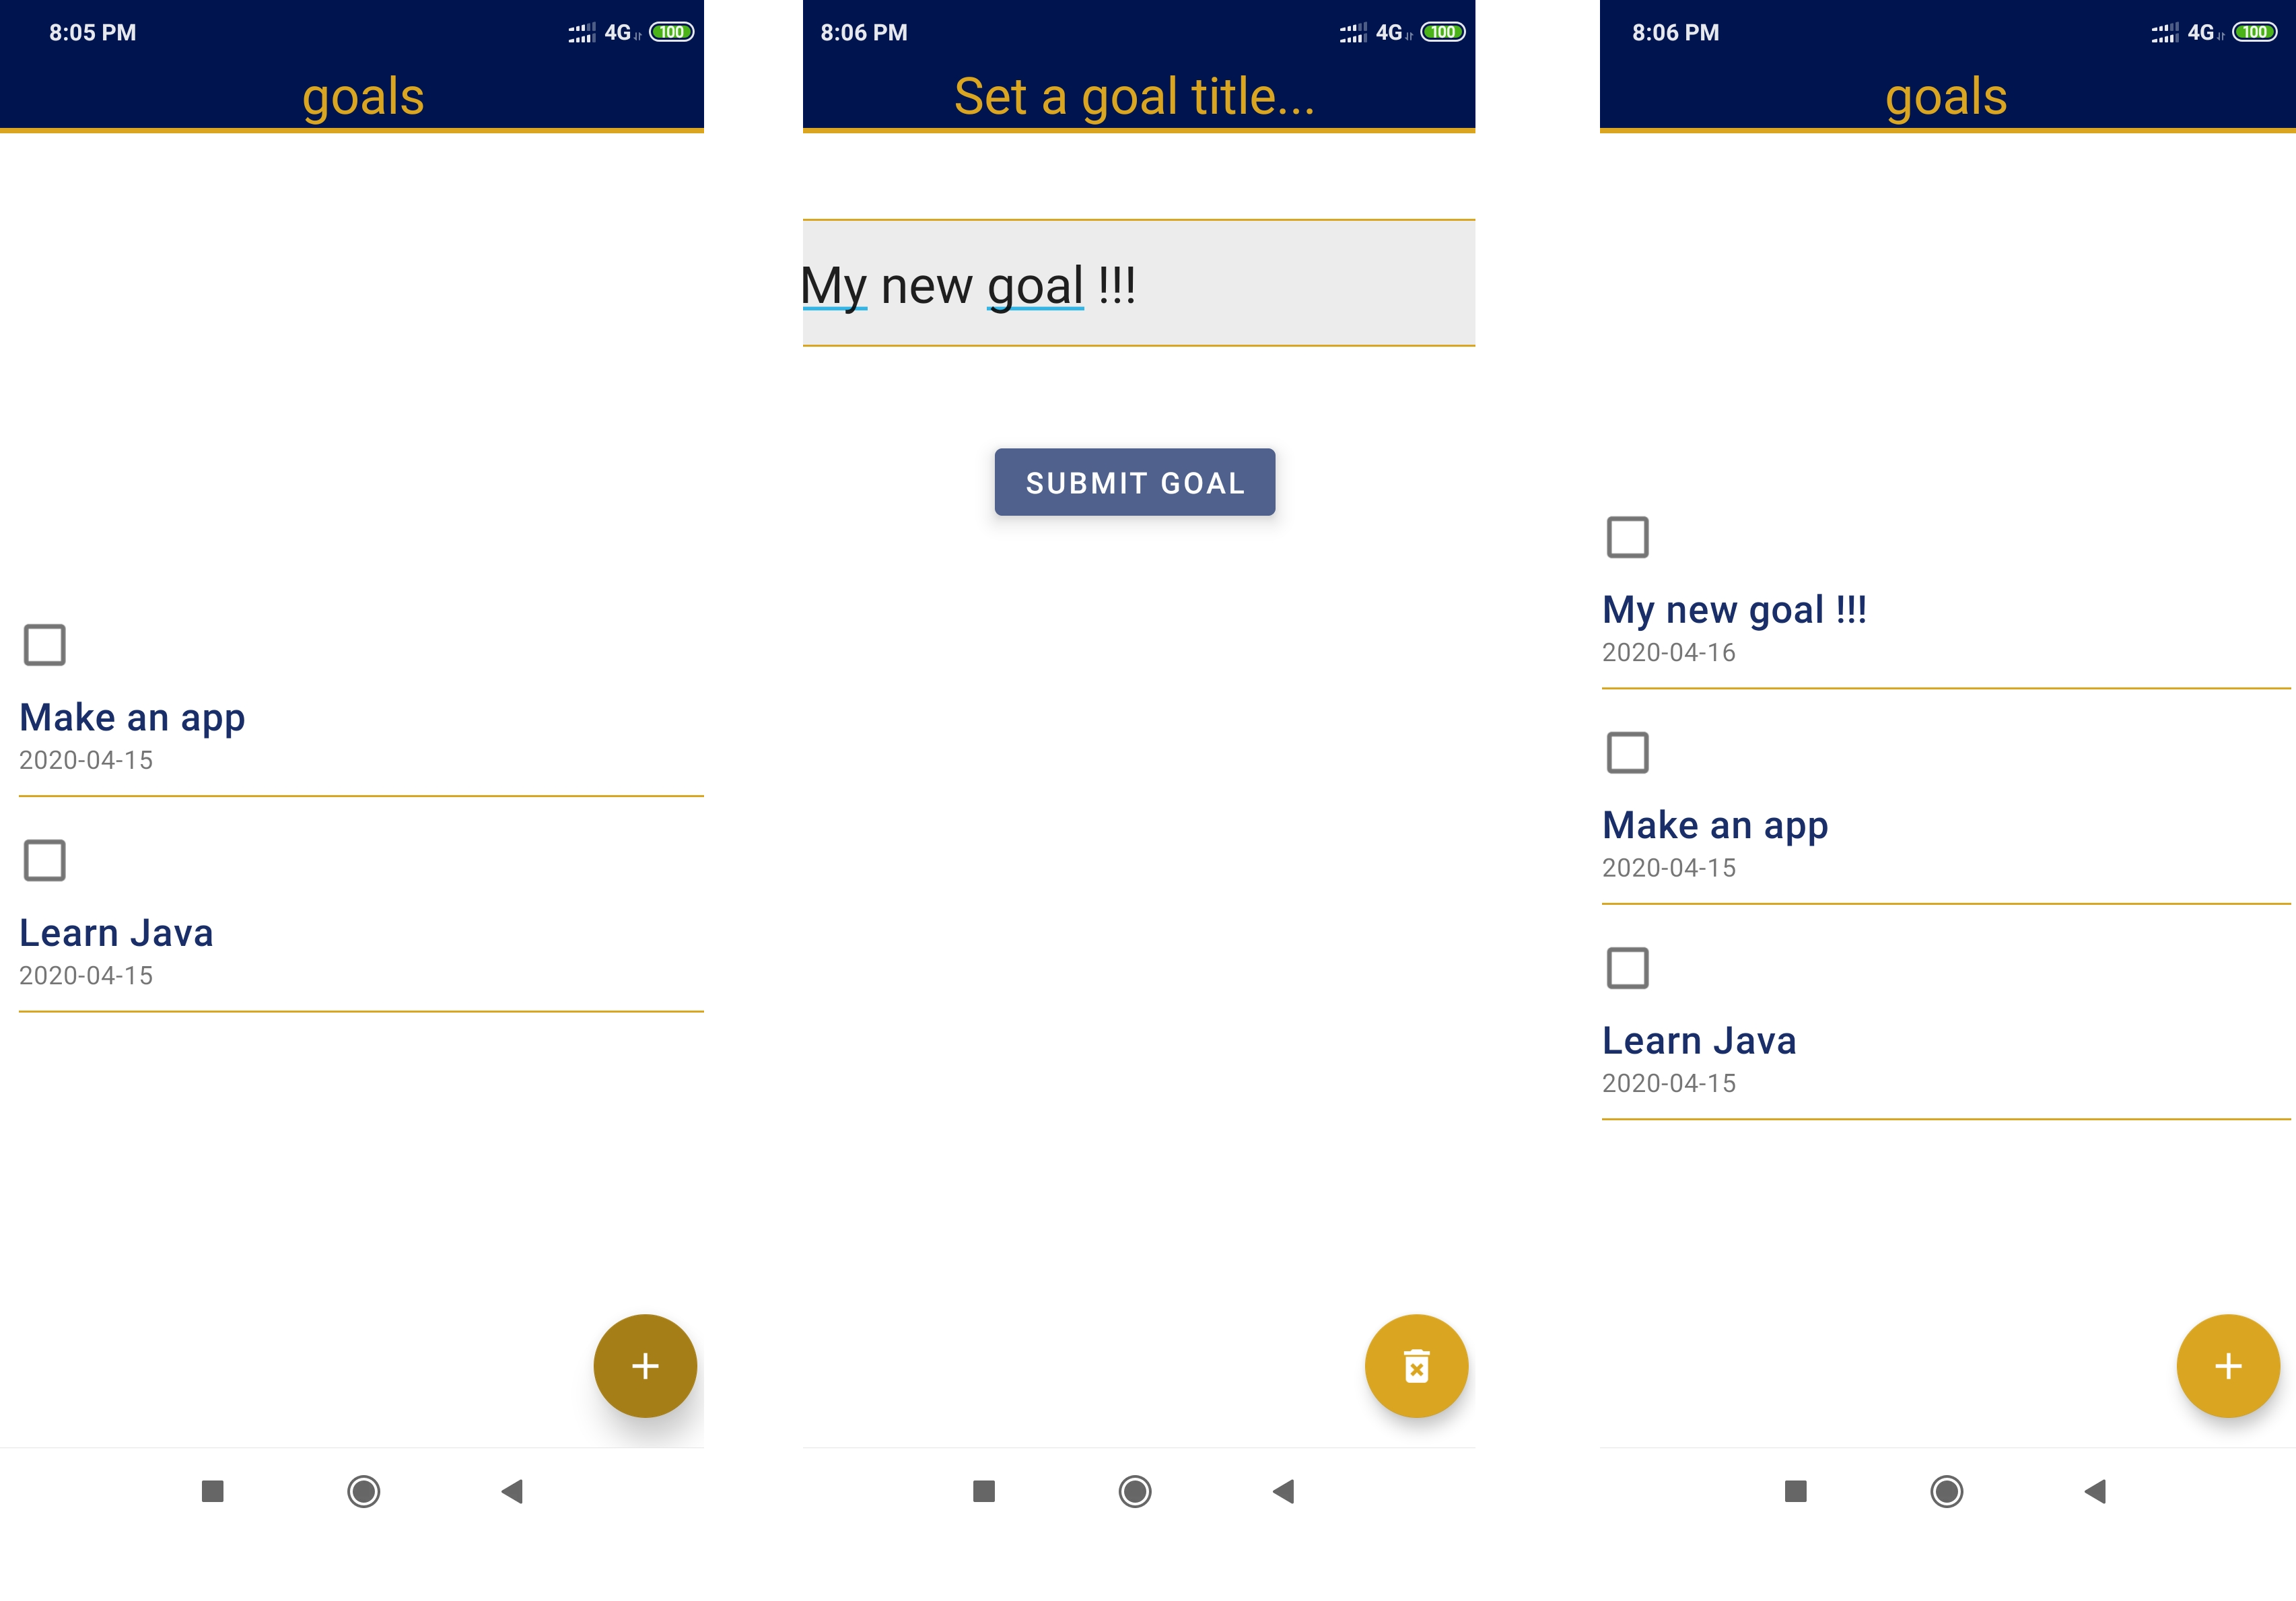 8:05 PM 4G 100
goals
Make an app
2020-04-15
Learn Java
2020-04-15
8:06 PM 4G 100
Set a goal title...
My new goal !!!
SUBMIT GOAL
8:06 PM 4G 100
goals
My new goal !!!
2020-04-16
Make an app
2020-04-15
Learn Java
2020-04-15